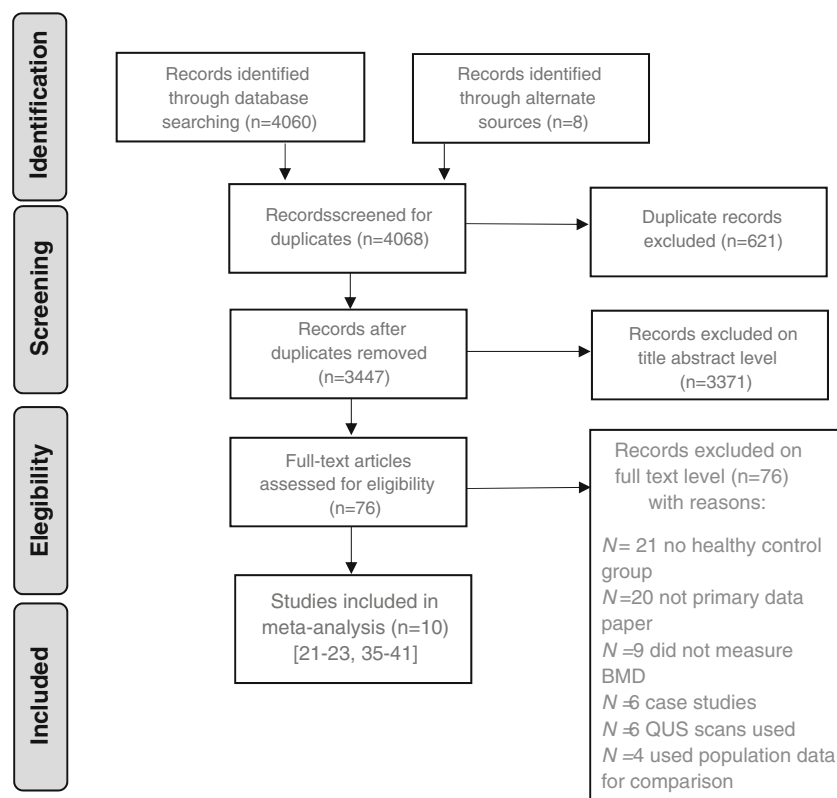 Identification
Records identified
through database
searching (n=4060)
Records identified
through alternate
sources (n=8)
Screening
Recordsscreened for
duplicates (n=4068)
Duplicate records
excluded (n=621)
Records after
duplicates removed
(n=3447)
Records excluded on
title abstract level
(n=3371)
Elegibility
Full-text articles
assessed for eligibility
(n=76)
Records excluded on
full text level (n=76)
with reasons:
N= 21 no healthy control
group
N=20 not primary data
paper
N=9 did not measure
BMD
N=6 case studies
N=6 QUS scans used
N=4 used population data
for comparison
Included
Studies included in
meta-analysis (n=10)
[21-23, 35-41]